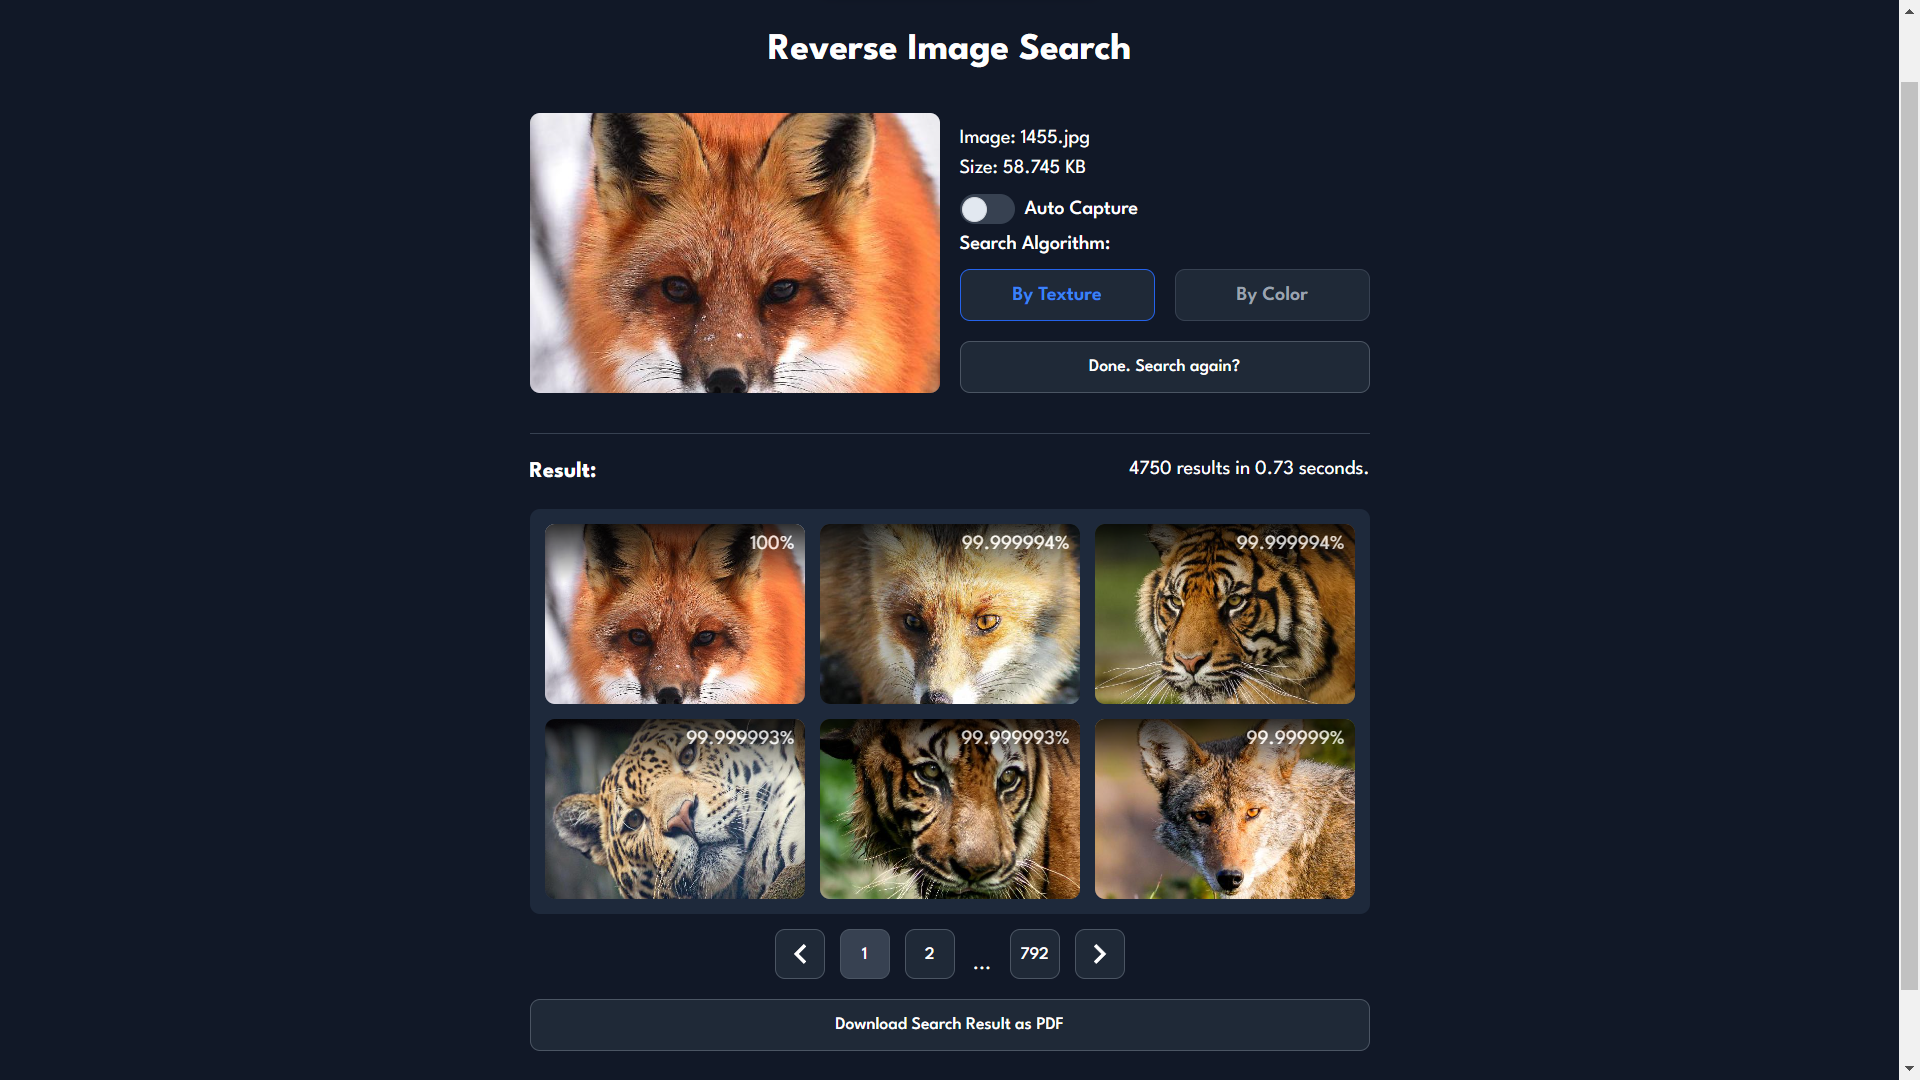 Reverse Image Search
Image: 1455.jpg
Size: 58.745 KB
Auto Capture
Search Algorithm:
By Texture
By Color
Done. Search again?
Result:
4750 results in 0.73 seconds.
100%
99.999994%
99.999994%
99.999993%
99.999993%
99.99999%
1
2
...
792
Download Search Result as PDF